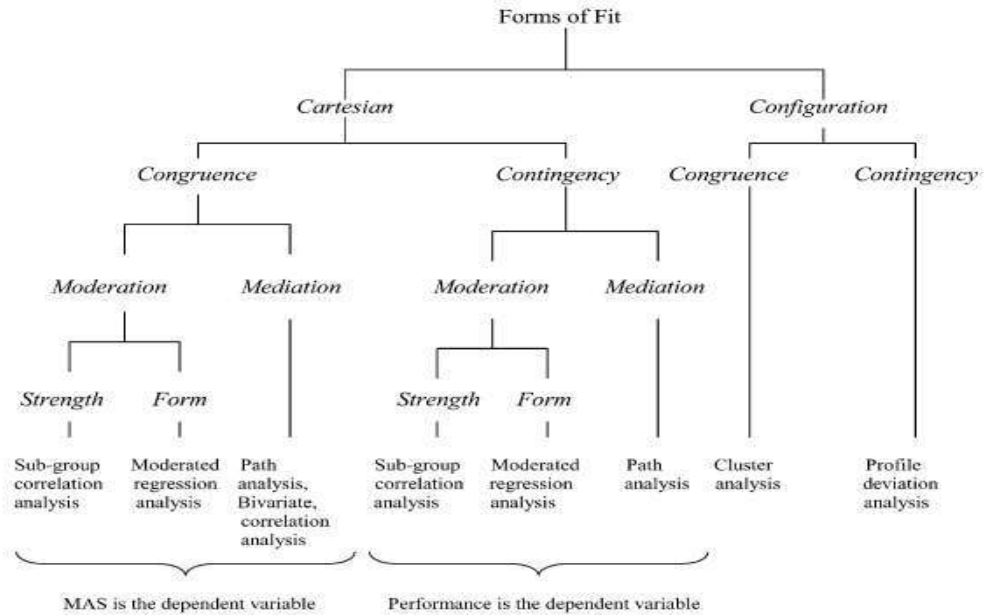 Forms of Fit
Cartesian
Configuration
Congruence
Contingency
Congruence
Contingency
Moderation
Mediation
Moderation
Mediation
Strength
Form
Strength
Form
Sub-group
correlation
analysis
Moderated
regression
analysis
Path
analysis,
Bivariate,
correlation
analysis
Sub-group
correlation
analysis
Moderated
regression
analysis
Path
analysis
Cluster
analysis
Profile
deviation
analysis
MAS is the dependent variable
Performance is the dependent variable